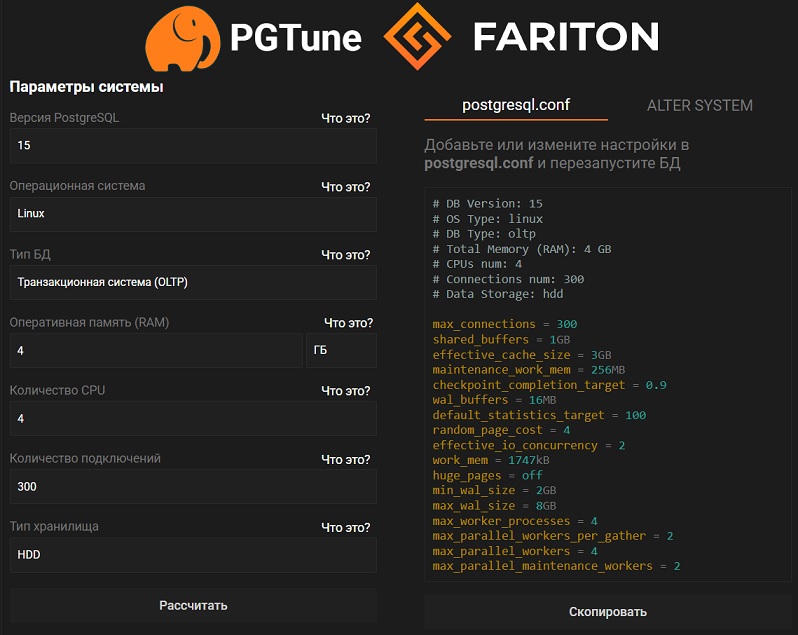 PGTune FARITON
Параметры системы
Версия PostgreSQL Что это?
15
Операционная система Что это?
Linux
Тип БД Что это?
Транзакционная система (OLTP)
Оперативная память (RAM) Что это?
4 ГБ
Количество CPU Что это?
4
Количество подключений Что это?
300
Тип хранилища Что это?
HDD
Рассчитать
postgresql.conf ALTER SYSTEM
Добавьте или измените настройки в
postgresql.conf и перезапустите БД
# DB Version: 15
# OS Type: linux
# DB Type: oltp
# Total Memory (RAM): 4 GB
# CPUs num: 4
# Connections num: 300
# Data Storage: hdd
max_connections = 300
shared_buffers = 1GB
effective_cache_size = 3GB
maintenance_work_mem = 256MB
checkpoint_completion_target = 0.9
wal_buffers = 16MB
default_statistics_target = 100
random_page_cost = 4
effective_io_concurrency = 2
work_mem = 1747kB
huge_pages = off
min_wal_size = 2GB
max_wal_size = 8GB
max_worker_processes = 4
max_parallel_workers_per_gather = 2
max_parallel_workers = 4
max_parallel_maintenance_workers = 2
Скопировать